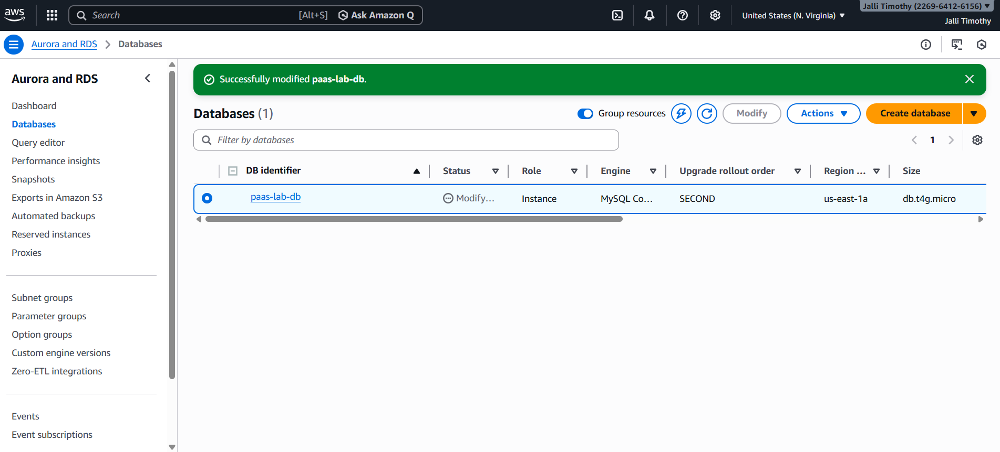 aws
Search [Alt+S] Ask Amazon Q
United States (N. Virginia)
Jalli Timothy (2269-6412-6156)
Jalli Timothy
Aurora and RDS Databases
Aurora and RDS
Dashboard
Databases
Query editor
Performance insights
Snapshots
Exports in Amazon S3
Automated backups
Reserved instances
Proxies
Subnet groups
Parameter groups
Option groups
Custom engine versions
Zero-ETL integrations
Events
Event subscriptions
Successfully modified paas-lab-db.
Databases (1)
Group resources
Modify
Actions
Create database
Filter by databases
1
DB identifier Status Role Engine Upgrade rollout order Region ... Size
paas-lab-db Modify... Instance MySQL Co... SECOND us-east-1a db.t4g.micro